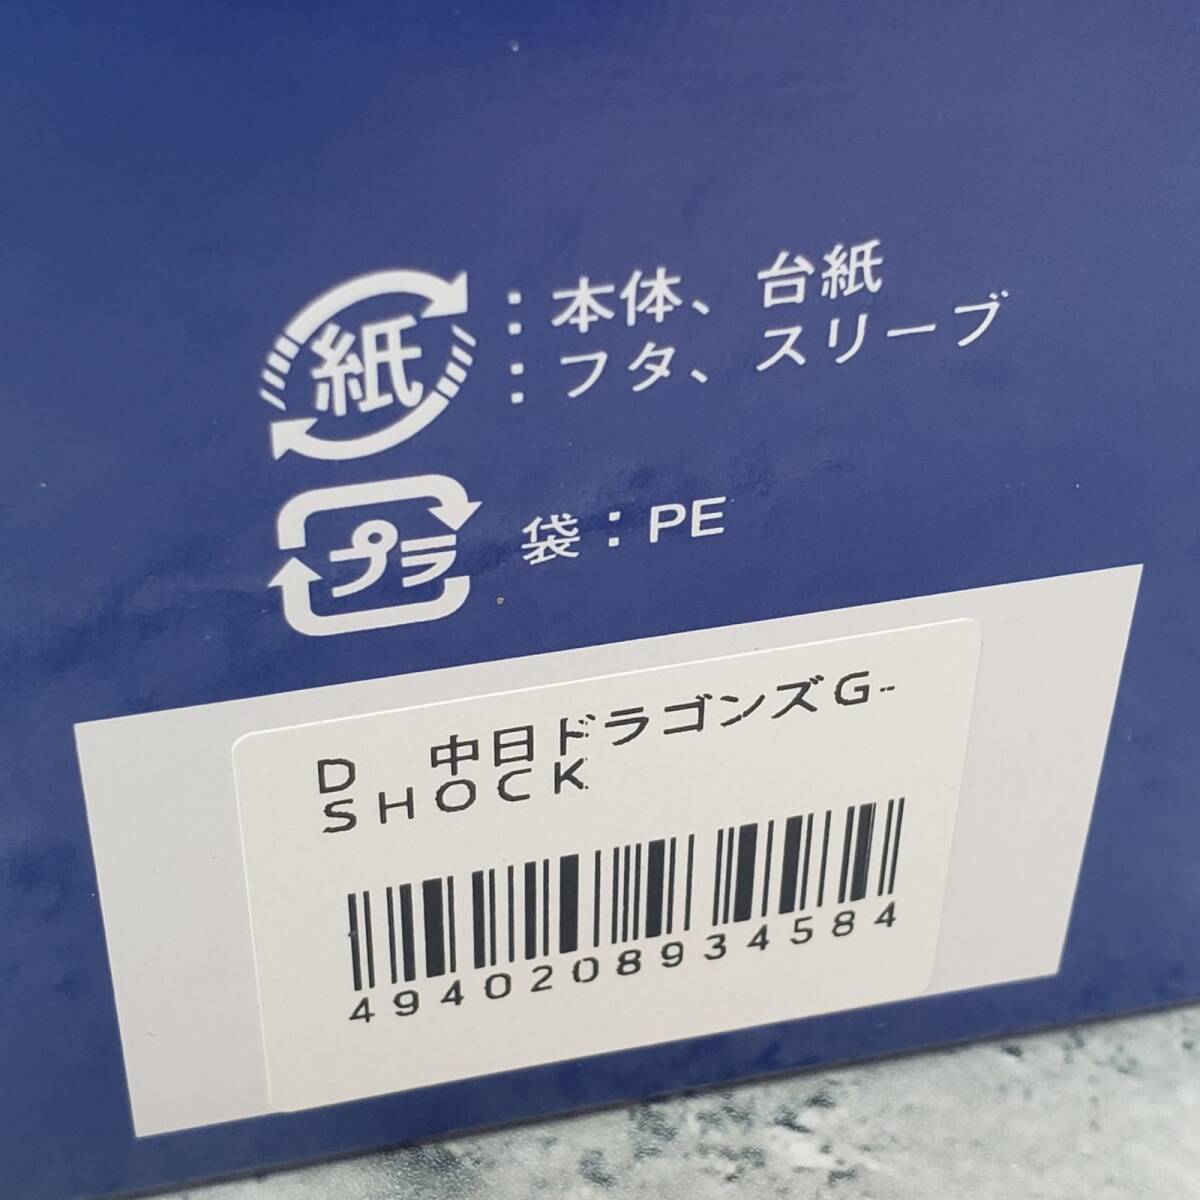 紙：本体、台紙
：フタ、スリーブ
プラ 袋：PE
D　中日ドラゴンズG-
SHOCK
4940208934584